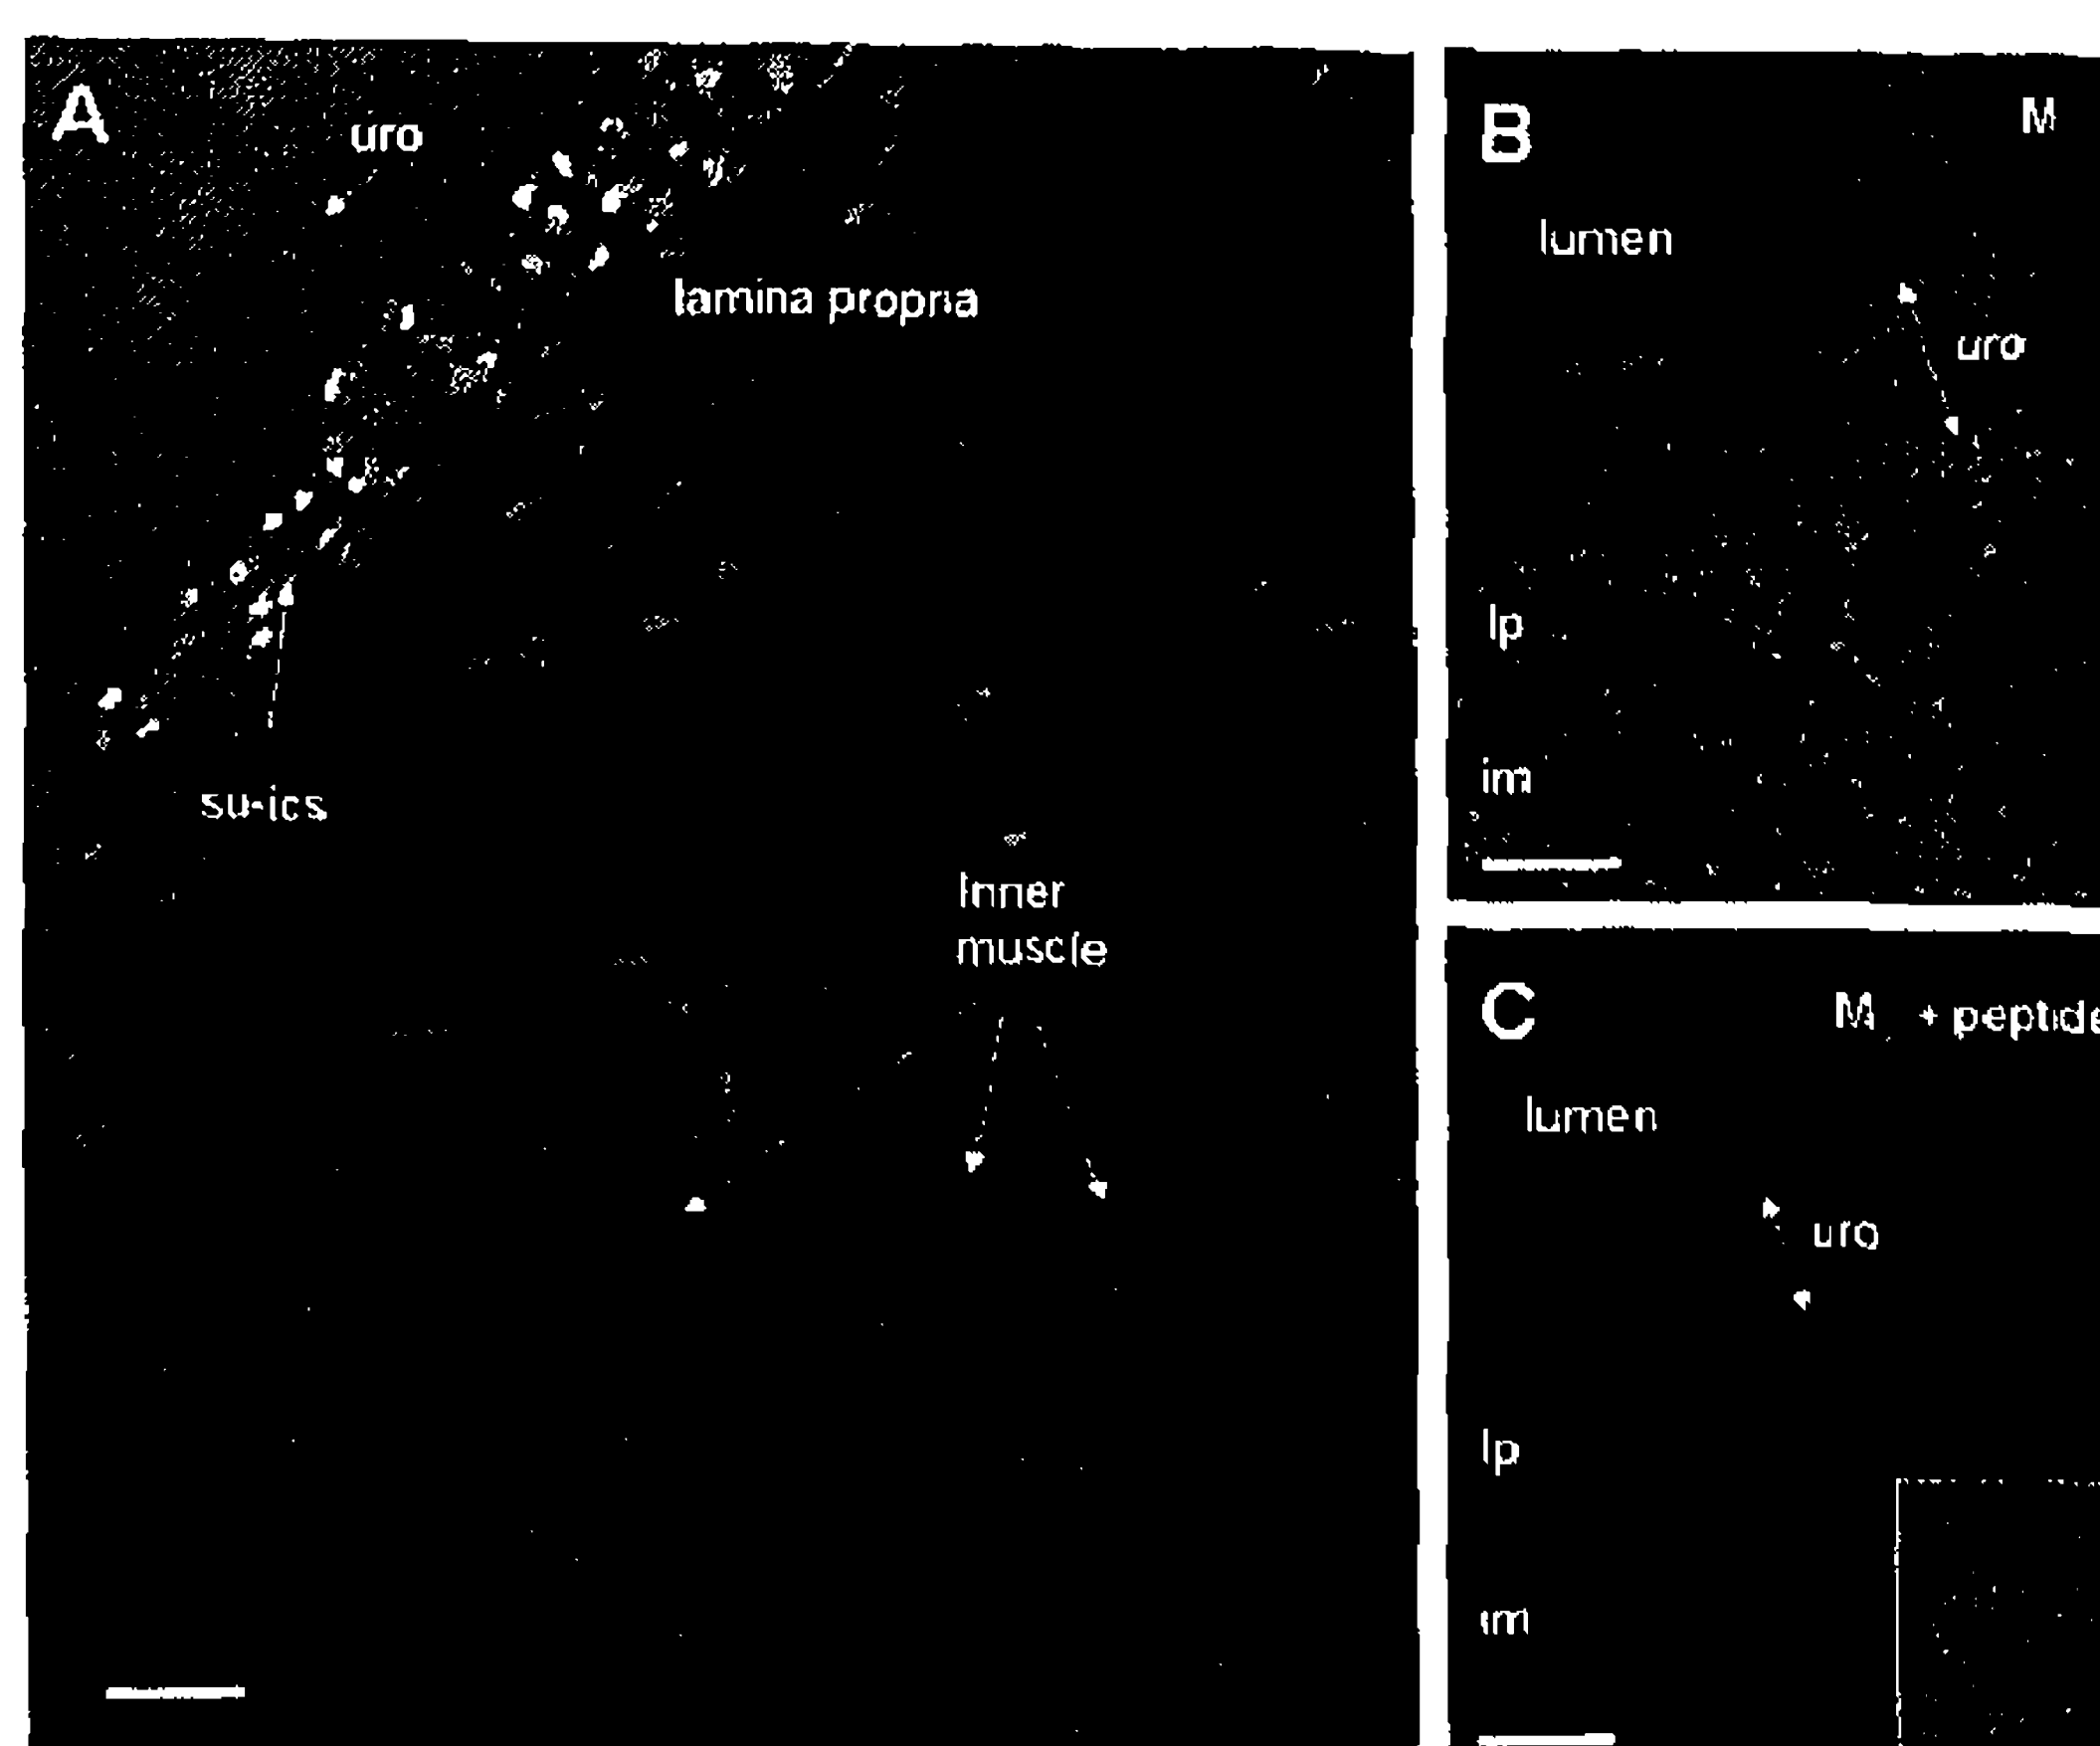 A
uro
lamina propria
su-ics
Inner
muscle
B
M
lumen
uro
lp
im
C
M + peptide
lumen
uro
lp
im